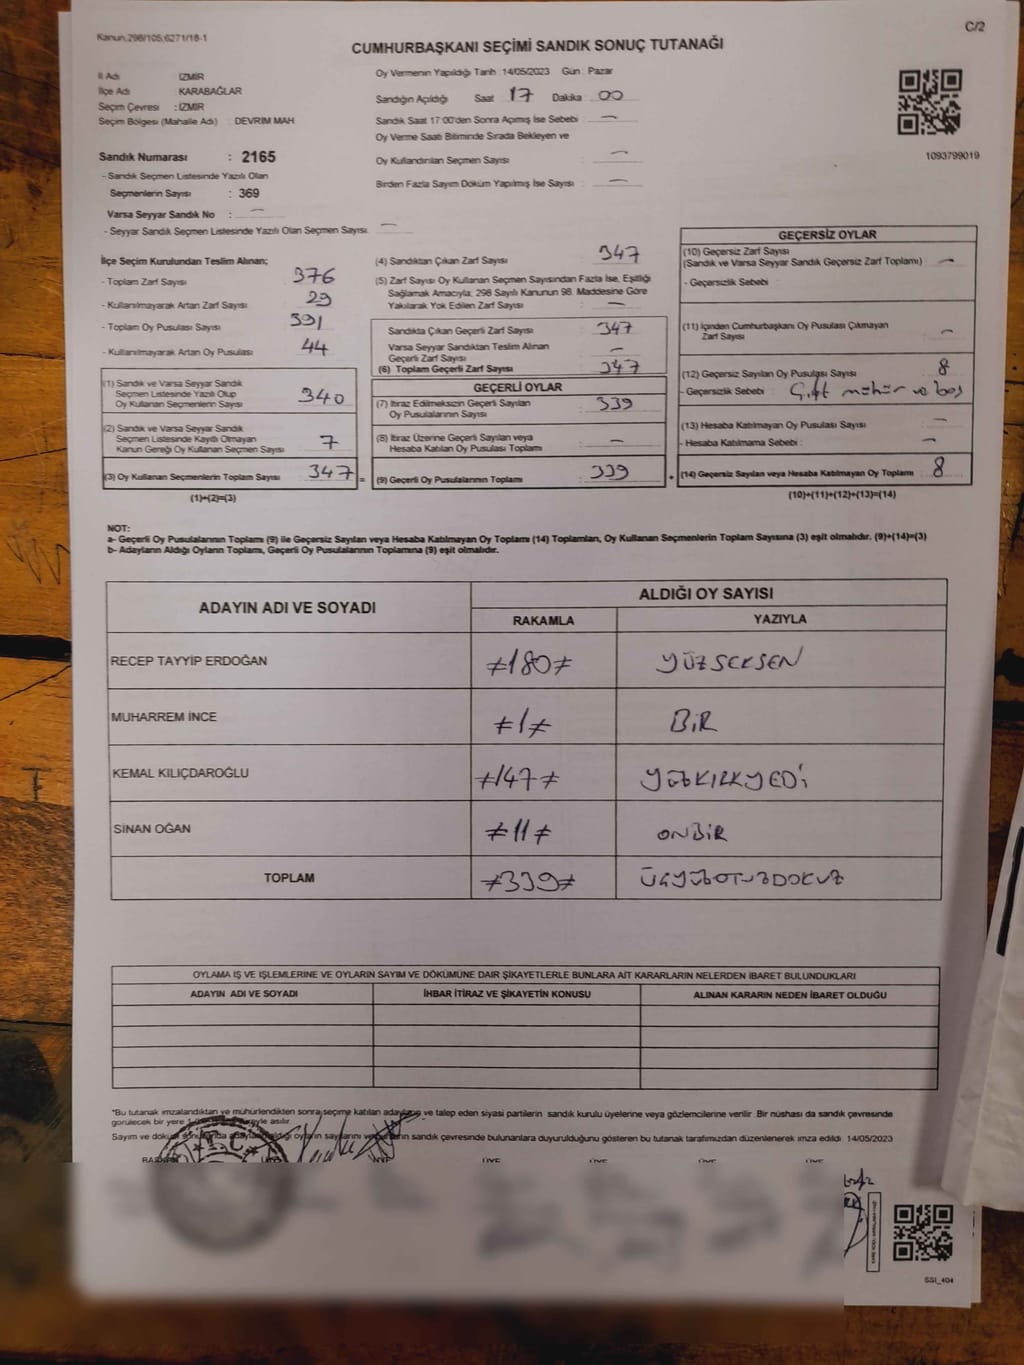 Kanun,298/105,6271/18-1
C/2
CUMHURBAŞKANI SEÇİMİ SANDIK SONUÇ TUTANAĞI
İl Adı İZMİR
İlçe Adı KARABAĞLAR
Seçim Çevresi : İZMİR
Seçim Bölgesi (Mahalle Adı) : DEVRİM MAH.
Sandık Numarası : 2165
- Sandık Seçmen Listesinde Yazılı Olan
Seçmenlerin Sayısı : 369
Varsa Seyyar Sandık No : —
- Seyyar Sandık Seçmen Listesinde Yazılı Olan Seçmen Sayısı. —
Oy Vermenin Yapıldığı Tarih :14/05/2023 Gün : Pazar
Sandığın Açıldığı Saat 17 Dakika 00
Sandık Saat 17:00'den Sonra Açımış İse Sebebi —
Oy Verme Saati Bitiminde Sırada Bekleyen ve
Oy Kullandırılan Seçmen Sayısı : —
Birden Fazla Sayım Döküm Yapılmış İse Sayısı : —
1093799019
İlçe Seçim Kurulundan Teslim Alınan;
- Toplam Zarf Sayısı : 376
- Kullanılmayarak Artan Zarf Sayısı : 29
- Toplam Oy Pusulası Sayısı : 391
- Kullanılmayarak Artan Oy Pusulası : 44
(1) Sandık ve Varsa Seyyar Sandık
Seçmen Listesinde Yazılı Olup
Oy Kullanan Seçmenlerin Sayısı 340
(2) Sandık ve Varsa Seyyar Sandık
Seçmen Listesinde Kayıtlı Olmayan
Kanun Gereği Oy Kullanan Seçmen Sayısı : 7
(3) Oy Kullanan Seçmenlerin Toplam Sayısı 347 =
(1)+(2)=(3)
(4) Sandıktan Çıkan Zarf Sayısı : 347
(5) Zarf Sayısı Oy Kullanan Seçmen Sayısından Fazla İse, Eşitliği
Sağlamak Amacıyla; 298 Sayılı Kanunun 98. Maddesine Göre
Yakılarak Yok Edilen Zarf Sayısı : —
Sandıkta Çıkan Geçerli Zarf Sayısı : 347
Varsa Seyyar Sandıktan Teslim Alınan
Geçerli Zarf Sayısı : —
(6) Toplam Geçerli Zarf Sayısı : 347
GEÇERLİ OYLAR
(7) İtiraz Edilmeksizin Geçerli Sayılan
Oy Pusulalarının Sayısı : 339
(8) İtiraz Üzerine Geçerli Sayılan veya
Hesaba Katılan Oy Pusulası Toplamı : —
(9) Geçerli Oy Pusulalarının Toplamı : 339 +
GEÇERSİZ OYLAR
(10) Geçersiz Zarf Sayısı
(Sandık ve Varsa Seyyar Sandık Geçersiz Zarf Toplamı) : —
- Geçersizlik Sebebi :
(11) İçinden Cumhurbaşkanı Oy Pusulası Çıkmayan
Zarf Sayısı : —
(12) Geçersiz Sayılan Oy Pusulası Sayısı : 8
- Geçersizlik Sebebi : Çift mühür ve boş
(13) Hesaba Katılmayan Oy Pusulası Sayısı : —
- Hesaba Katılmama Sebebi : —
(14) Geçersiz Sayılan veya Hesaba Katılmayan Oy Toplamı : 8
(10)+(11)+(12)+(13)=(14)
NOT:
a- Geçerli Oy Pusulalarının Toplamı (9) ile Geçersiz Sayılan veya Hesaba Katılmayan Oy Toplamı (14) Toplamları, Oy Kullanan Seçmenlerin Toplam Sayısına (3) eşit olmalıdır. (9)+(14)=(3)
b- Adayların Aldığı Oyların Toplamı, Geçerli Oy Pusulalarının Toplamına (9) eşit olmalıdır.
ADAYIN ADI VE SOYADI ALDIĞI OY SAYISI
RAKAMLA YAZIYLA
RECEP TAYYİP ERDOĞAN ≠180≠ YÜZSEKSEN
MUHARREM İNCE ≠1≠ BİR
KEMAL KILIÇDAROĞLU ≠147≠ YÜZKIRKYEDİ
SİNAN OĞAN ≠11≠ ONBİR
TOPLAM ≠339≠ ÜÇYÜZOTUZDOKUZ
OYLAMA İŞ VE İŞLEMLERİNE VE OYLARIN SAYIM VE DÖKÜMÜNE DAİR ŞİKAYETLERLE BUNLARA AİT KARARLARIN NELERDEN İBARET BULUNDUKLARI
ADAYIN ADI VE SOYADI İHBAR İTİRAZ VE ŞİKAYETİN KONUSU ALINAN KARARIN NEDEN İBARET OLDUĞU
*Bu tutanak imzalandıktan ve mühürlendikten sonra seçime katılan adaylara ve talep eden siyasi partilerin sandık kurulu üyelerine veya gözlemcilerine verilir. Bir nüshası da sandık çevresinde
görülecek bir yere asılır.
Sayım ve döküm sonucunda adayların aldığı oyların sayılarını ve sandık çevresinde bulunanlara duyurulduğunu gösteren bu tutanak tarafımızdan düzenlenerek imza edildi. 14/05/2023
T.C.
ÜYE ÜYE ÜYE ÜYE
SSİ_404